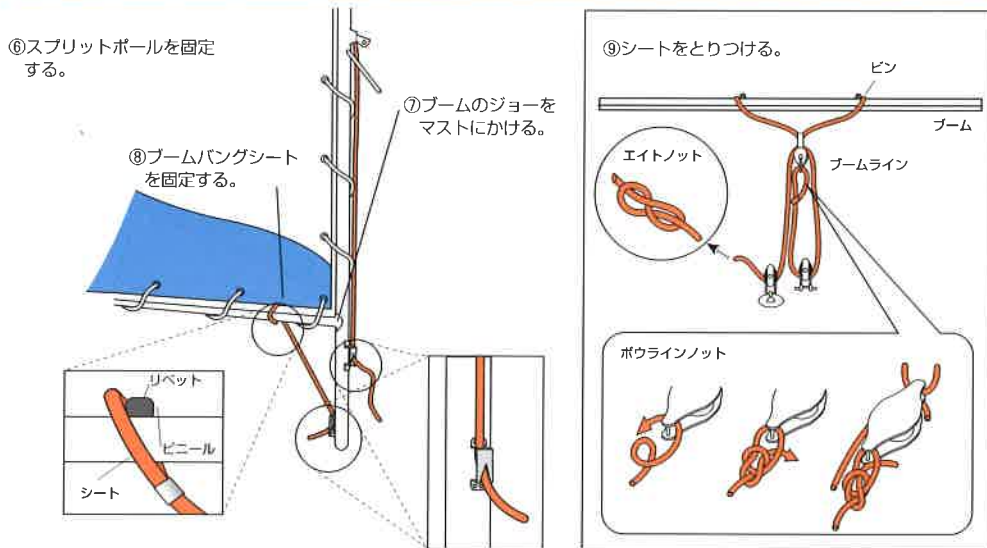 ⑥スプリットポールを固定
する。
⑦ブームのジョーを
マストにかける。
⑧ブームバングシート
を固定する。
リベット
ビニール
シート
⑨シートをとりつける。
ピン
ブーム
エイトノット
ブームライン
ボウラインノット